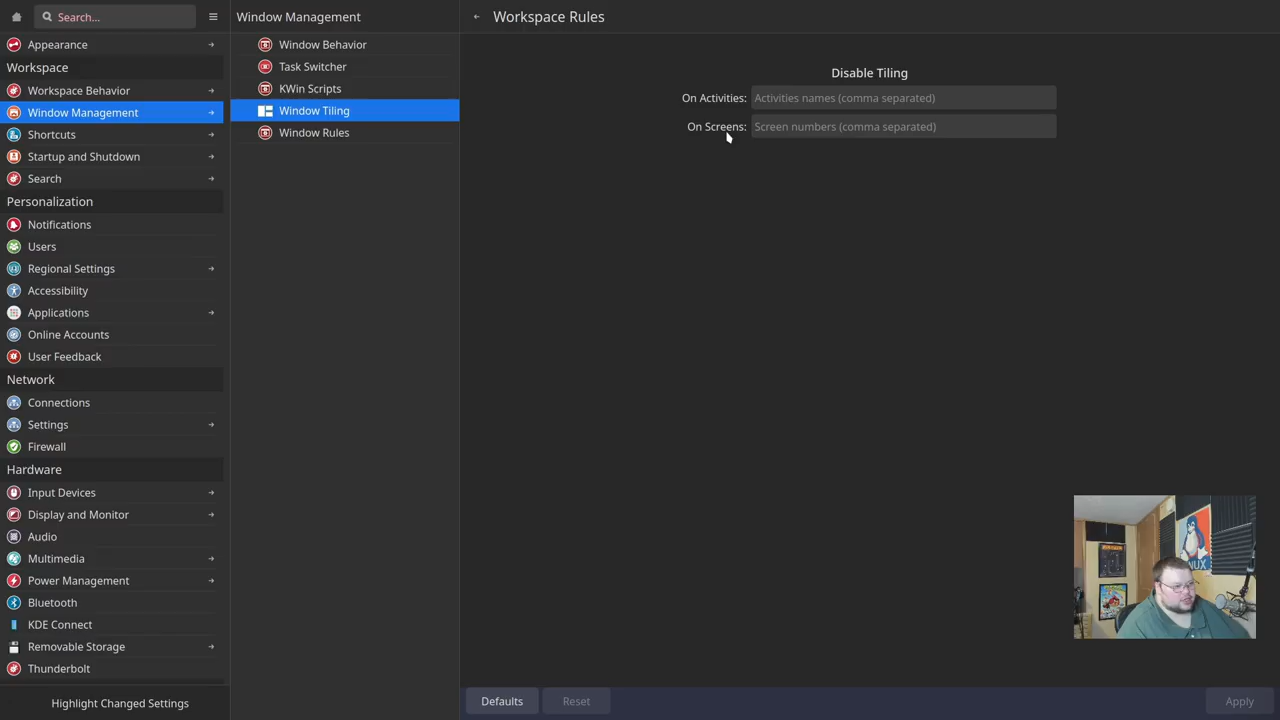 Search...
Appearance
Workspace
Workspace Behavior
Window Management
Shortcuts
Startup and Shutdown
Search
Personalization
Notifications
Users
Regional Settings
Accessibility
Applications
Online Accounts
User Feedback
Network
Connections
Settings
Firewall
Hardware
Input Devices
Display and Monitor
Audio
Multimedia
Power Management
Bluetooth
KDE Connect
Removable Storage
Thunderbolt
Highlight Changed Settings
Window Management
Window Behavior
Task Switcher
KWin Scripts
Window Tiling
Window Rules
Workspace Rules
Disable Tiling
On Activities: Activities names (comma separated)
On Screens: Screen numbers (comma separated)
Defaults
Reset
Apply